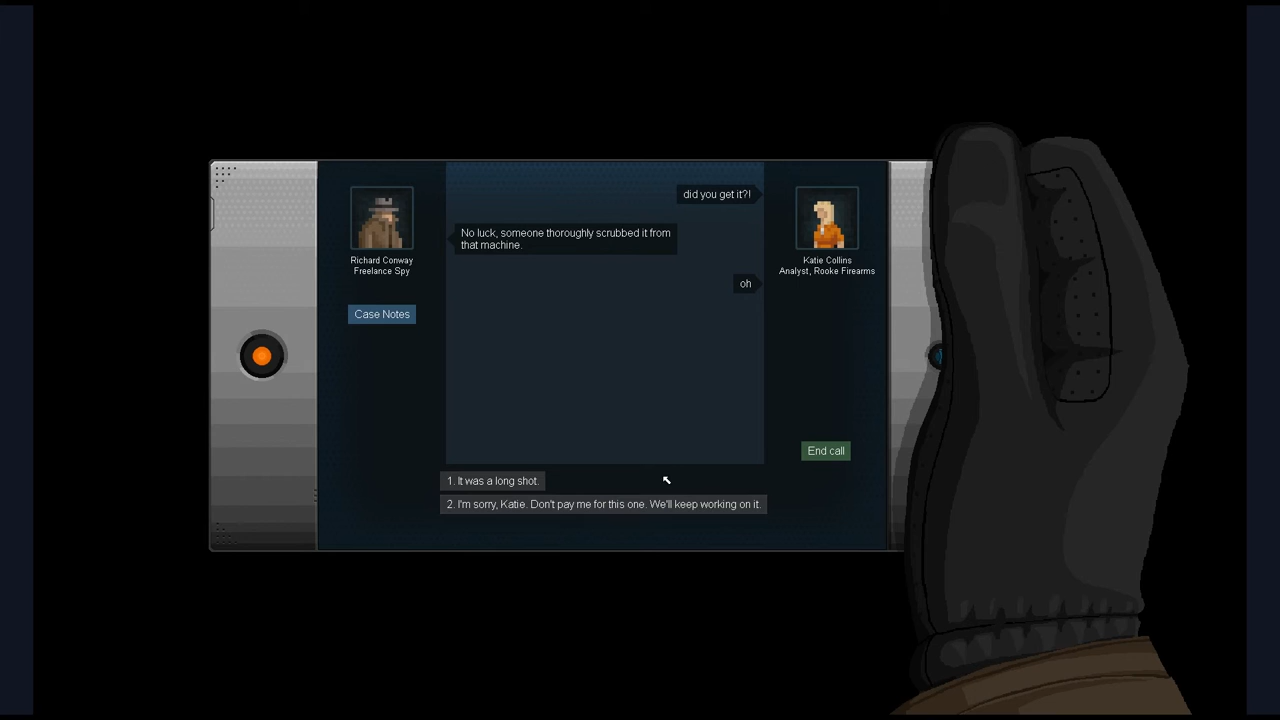 did you get it?!
No luck, someone thoroughly scrubbed it from
that machine.
oh
Richard Conway
Freelance Spy
Case Notes
Katie Collins
Analyst, Rooke Firearms
End call
1. It was a long shot.
2. I'm sorry, Katie. Don't pay me for this one. We'll keep working on it.